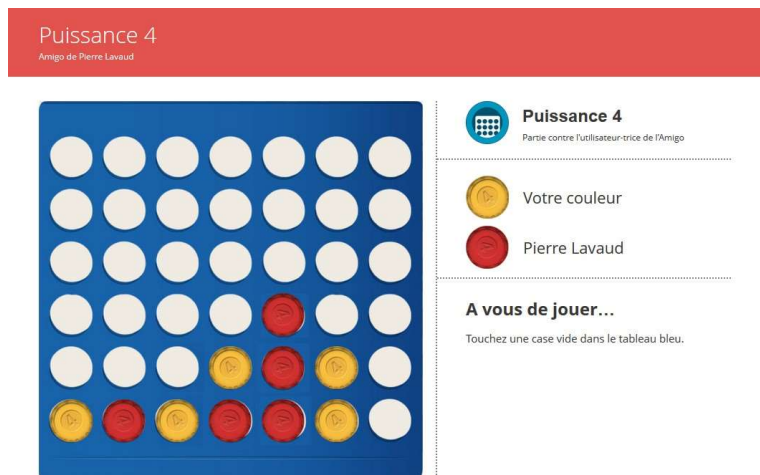 Puissance 4
Amigo de Pierre Lavaud
Puissance 4
Partie contre l'utilisateur·trice de l'Amigo
Votre couleur
Pierre Lavaud
A vous de jouer...
Touchez une case vide dans le tableau bleu.